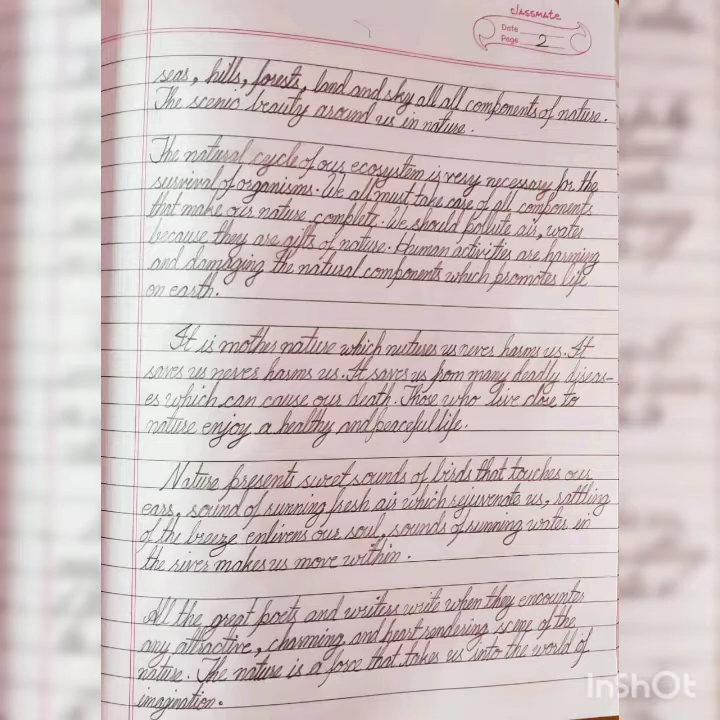 classmate
Date
Page 2
seas, hills, forests, land and sky all all components of nature.
The scenic beauty around us in nature.
The natural cycle of our ecosystem is very necessary for the
survival of organisms. We all must take care of all components
that make our nature complete. We should pollute air, water
because they are gifts of nature. Human activities are harming
and damaging the natural components which promotes life
on earth.
It is mother nature which nutures us never harms us. It
saves us never harms us. It saves us from many deadly diseas-
es which can cause our death. Those who live close to
nature enjoy a healthy and peaceful life.
Nature presents sweet sounds of birds that touches our
ears, sound of running fresh air which rejuvenate us, rattling
of the breeze enlivens our soul, sounds of running water in
the river makes us move within.
All the great poets and writers write when they encounter
any attractive, charming and heart rendering scene of the
nature. The nature is a force that takes us into the world of
imagination.
InShOt